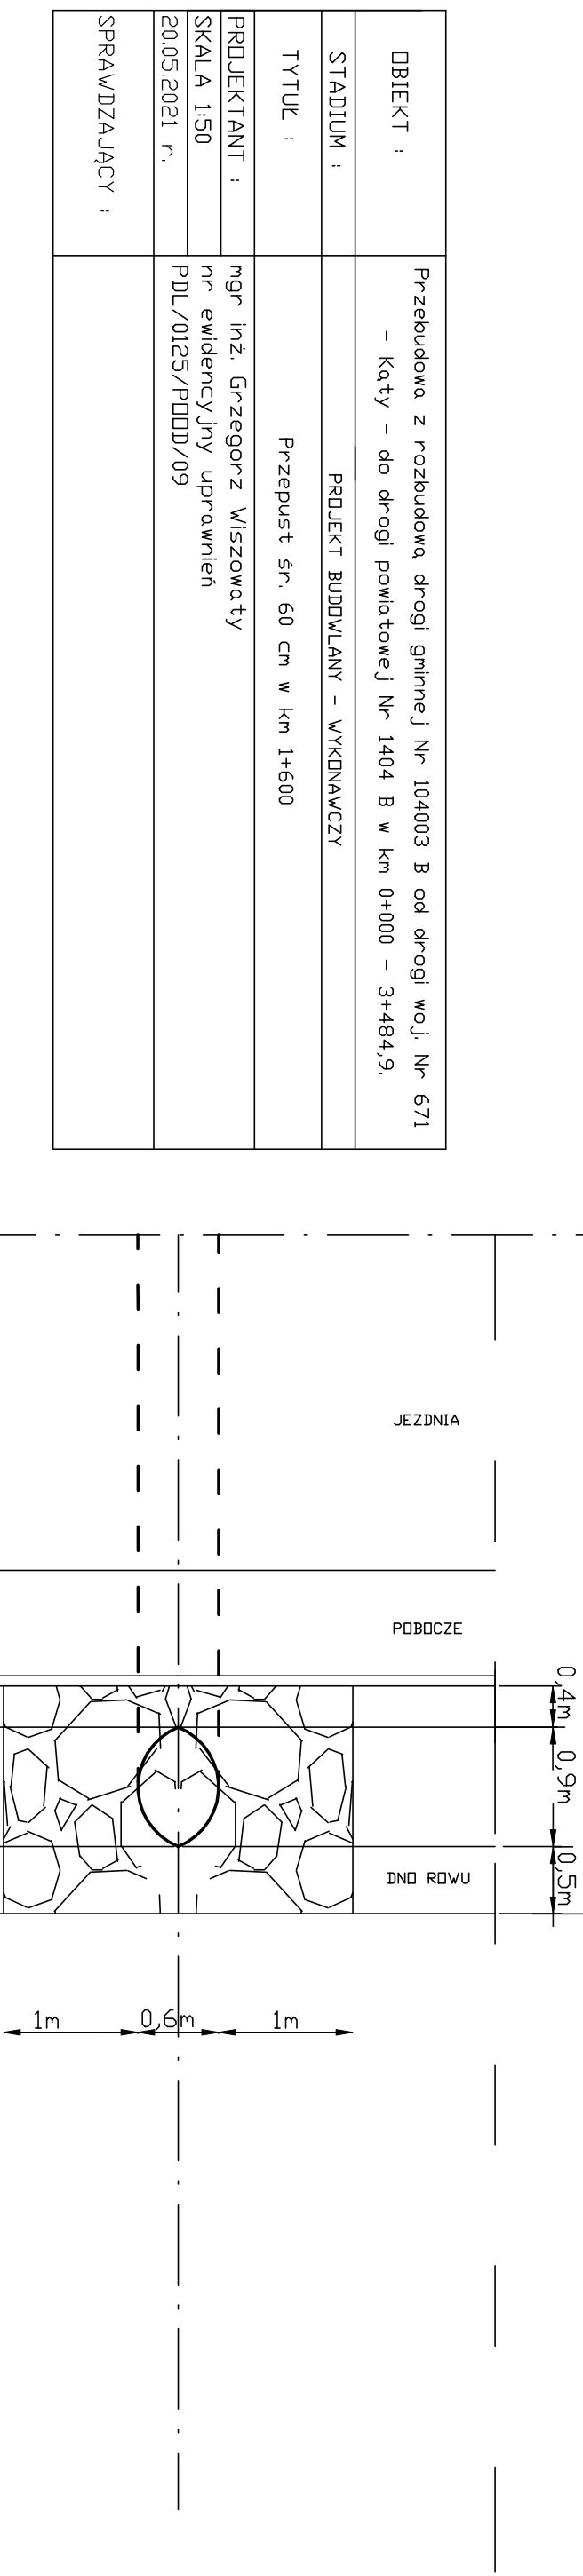 OBIEKT :
Przebudowa z rozbudową drogi gminnej Nr 104003 B od drogi woj. Nr 671
- Kąty - do drogi powiatowej Nr 1404 B w km 0+000 - 3+484,9.
STADIUM :
PROJEKT BUDOWLANY - WYKONAWCZY
TYTUŁ :
Przepust śr. 60 cm w km 1+600
PROJEKTANT :
mgr inż. Grzegorz Wiszowaty
SKALA 1:50
nr ewidencyjny uprawnień
20.05.2021 r.
PDL/0125/POOD/09
SPRAWDZAJĄCY :
JEZDNIA
POBOCZE
0,4m
0,9m
0,5m
DNO ROWU
1m
0,6m
1m